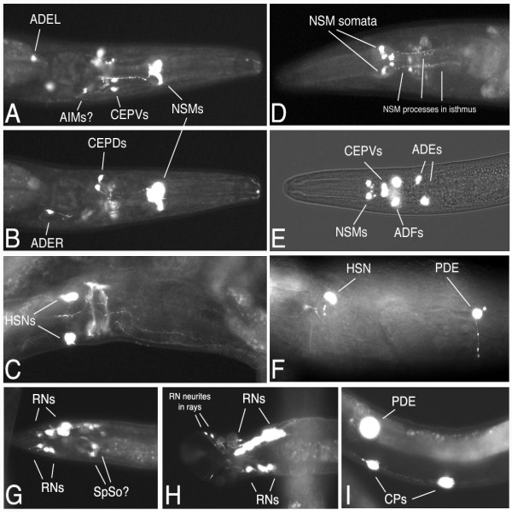 ADEL
A
AIMs?
CEPVs
NSMs
NSM somata
D
NSM processes in isthmus
CEPDs
B
ADER
CEPVs
ADEs
E
NSMs
ADFs
HSNs
C
HSN
PDE
F
RNs
G
RNs
SpSo?
RN neurites
in rays
RNs
H
RNs
PDE
I
CPs